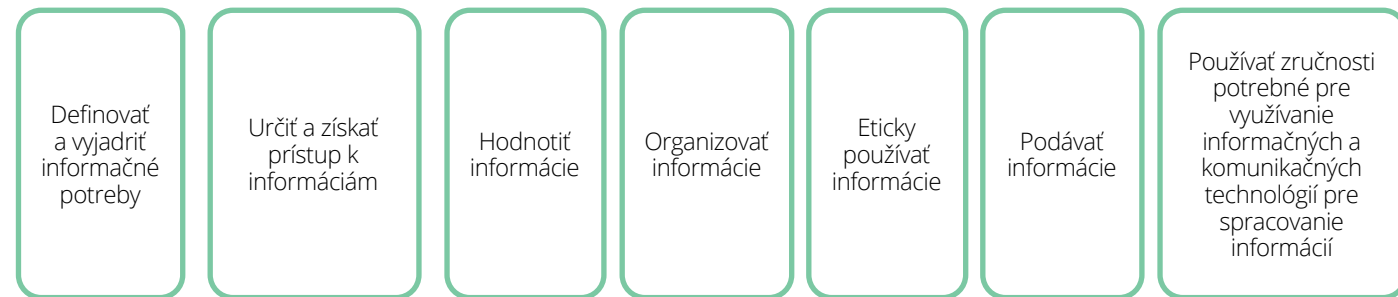 Definovať
a vyjadriť
informačné
potreby
Určiť a získať
prístup k
informáciám
Hodnotiť
informácie
Organizovať
informácie
Eticky
používať
informácie
Podávať
informácie
Používať zručnosti
potrebné pre
využívanie
informačných a
komunikačných
technológií pre
spracovanie
informácií